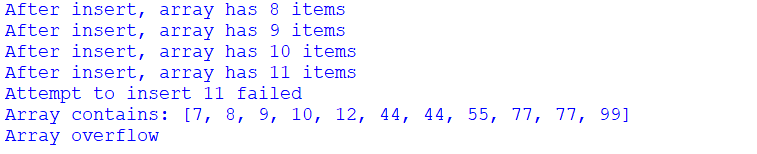 After insert, array has 8 items
After insert, array has 9 items
After insert, array has 10 items
After insert, array has 11 items
Attempt to insert 11 failed
Array contains: [7, 8, 9, 10, 12, 44, 44, 55, 77, 77, 99]
Array overflow